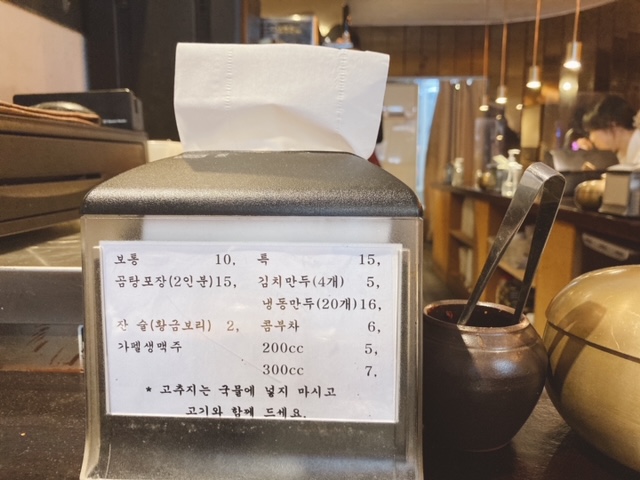 보통 10, 특 15,
곰탕포장(2인분)15, 김치만두(4개) 5,
냉동만두(20개)16,
잔 술(황금보리) 2, 콤부차 6,
가펠생맥주 200cc 5,
300cc 7,
* 고추지는 국물에 넣지 마시고
고기와 함께 드세요.